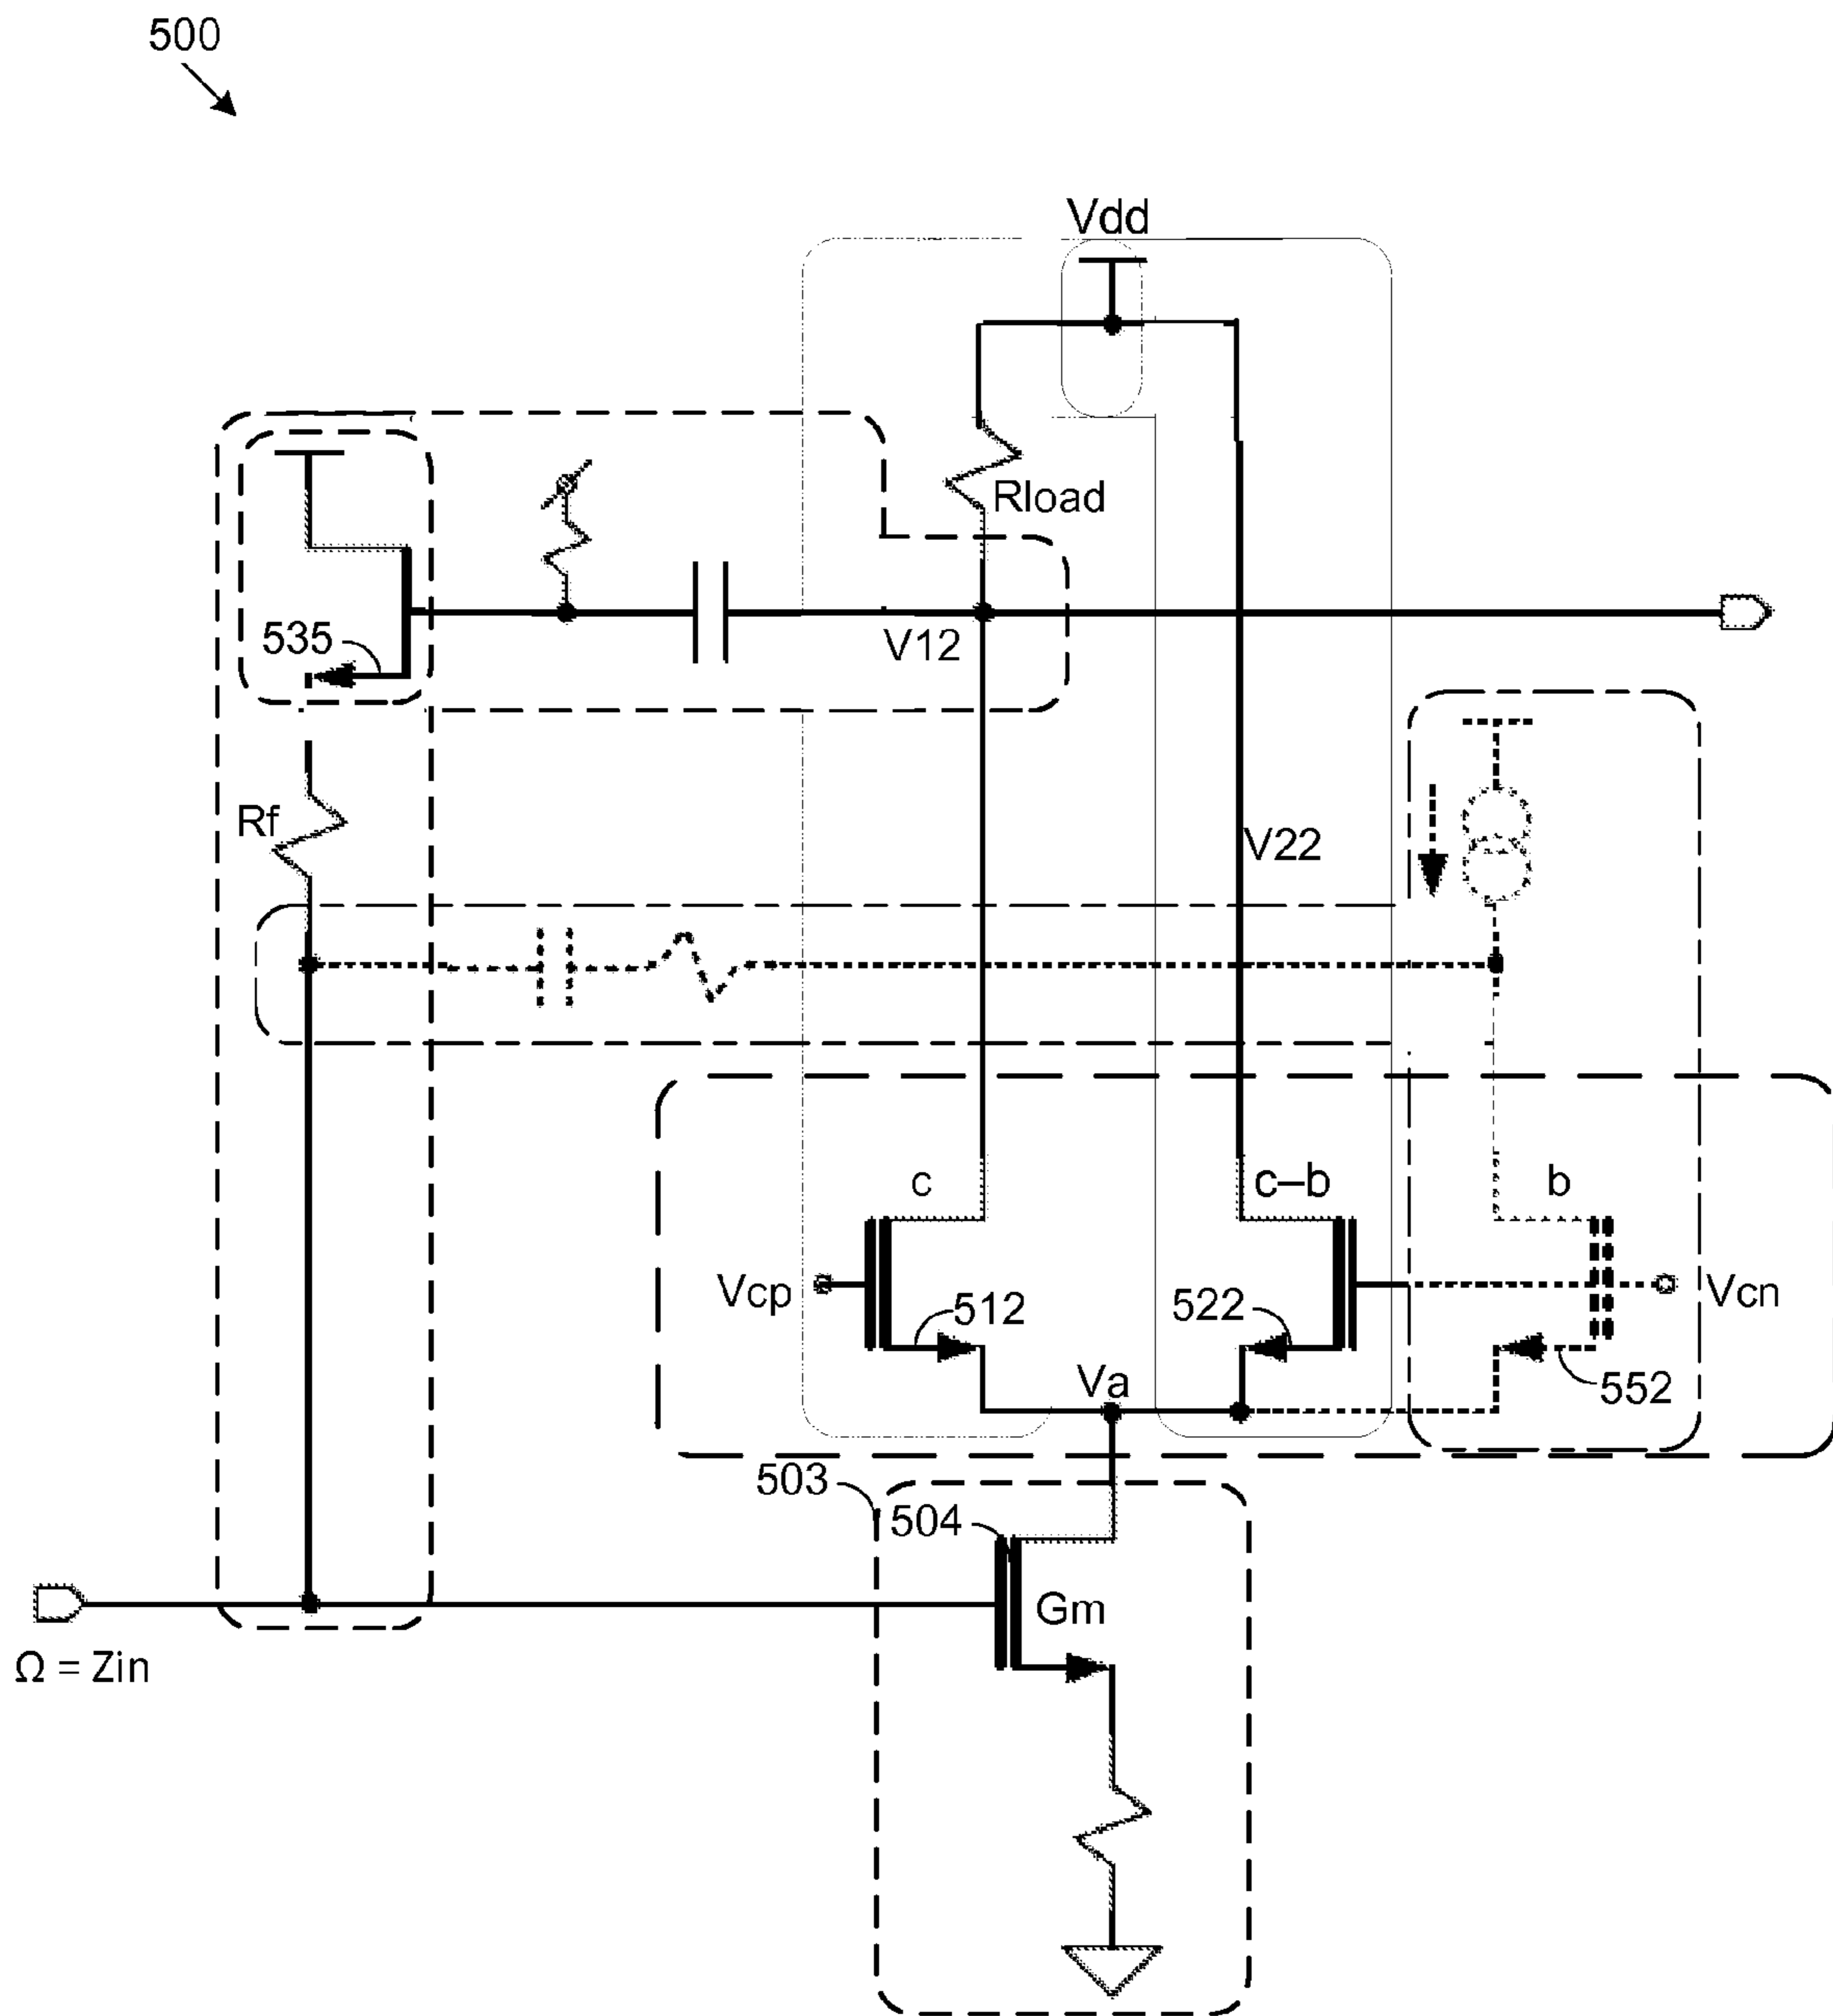 500
Vdd
Rload
535
V12
Rf
V22
c
c–b
b
Vcp
512
522
Vcn
Va
552
503
504
Gm
Ω = Zin